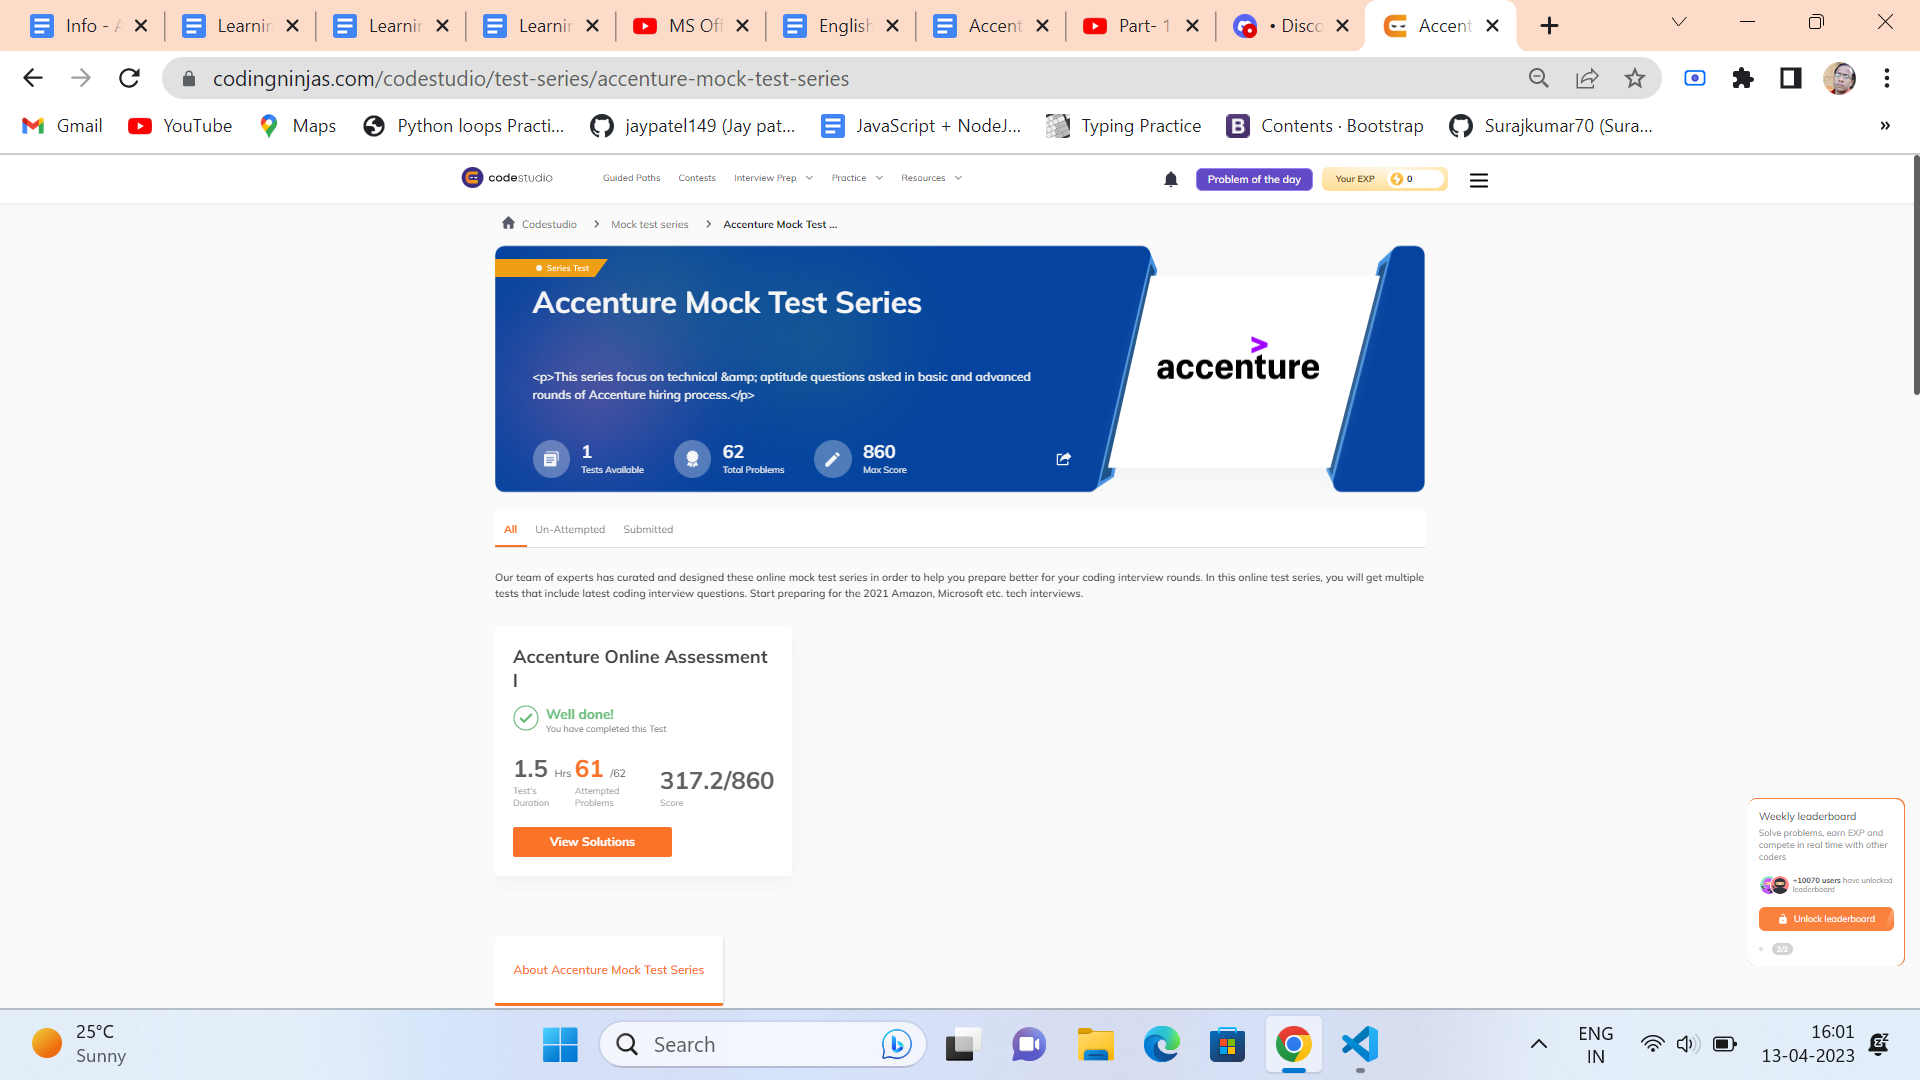 Info - A
Learnin
Learnin
Learnin
MS Off
English
Accent
Part- 1
• Disco
Accent
codingninjas.com/codestudio/test-series/accenture-mock-test-series
Gmail
YouTube
Maps
Python loops Practi...
jaypatel149 (Jay pat...
JavaScript + NodeJ...
Typing Practice
Contents · Bootstrap
Surajkumar70 (Sura...
»
codestudio
Guided Paths
Contests
Interview Prep
Practice
Resources
Problem of the day
Your EXP 0
Codestudio > Mock test series > Accenture Mock Test ...
Series Test
Accenture Mock Test Series
<p>This series focus on technical &amp; aptitude questions asked in basic and advanced
rounds of Accenture hiring process.</p>
1
Tests Available
62
Total Problems
860
Max Score
>
accenture
All
Un-Attempted
Submitted
Our team of experts has curated and designed these online mock test series in order to help you prepare better for your coding interview rounds. In this online test series, you will get multiple
tests that include latest coding interview questions. Start preparing for the 2021 Amazon, Microsoft etc. tech interviews.
Accenture Online Assessment
I
Well done!
You have completed this Test
1.5 Hrs
Test's
Duration
61 /62
Attempted
Problems
317.2/860
Score
View Solutions
About Accenture Mock Test Series
Weekly leaderboard
Solve problems, earn EXP and
compete in real time with other
coders
+10070 users have unlocked
leaderboard
Unlock leaderboard
2/2
25°C
Sunny
Search
ENG
IN
16:01
13-04-2023